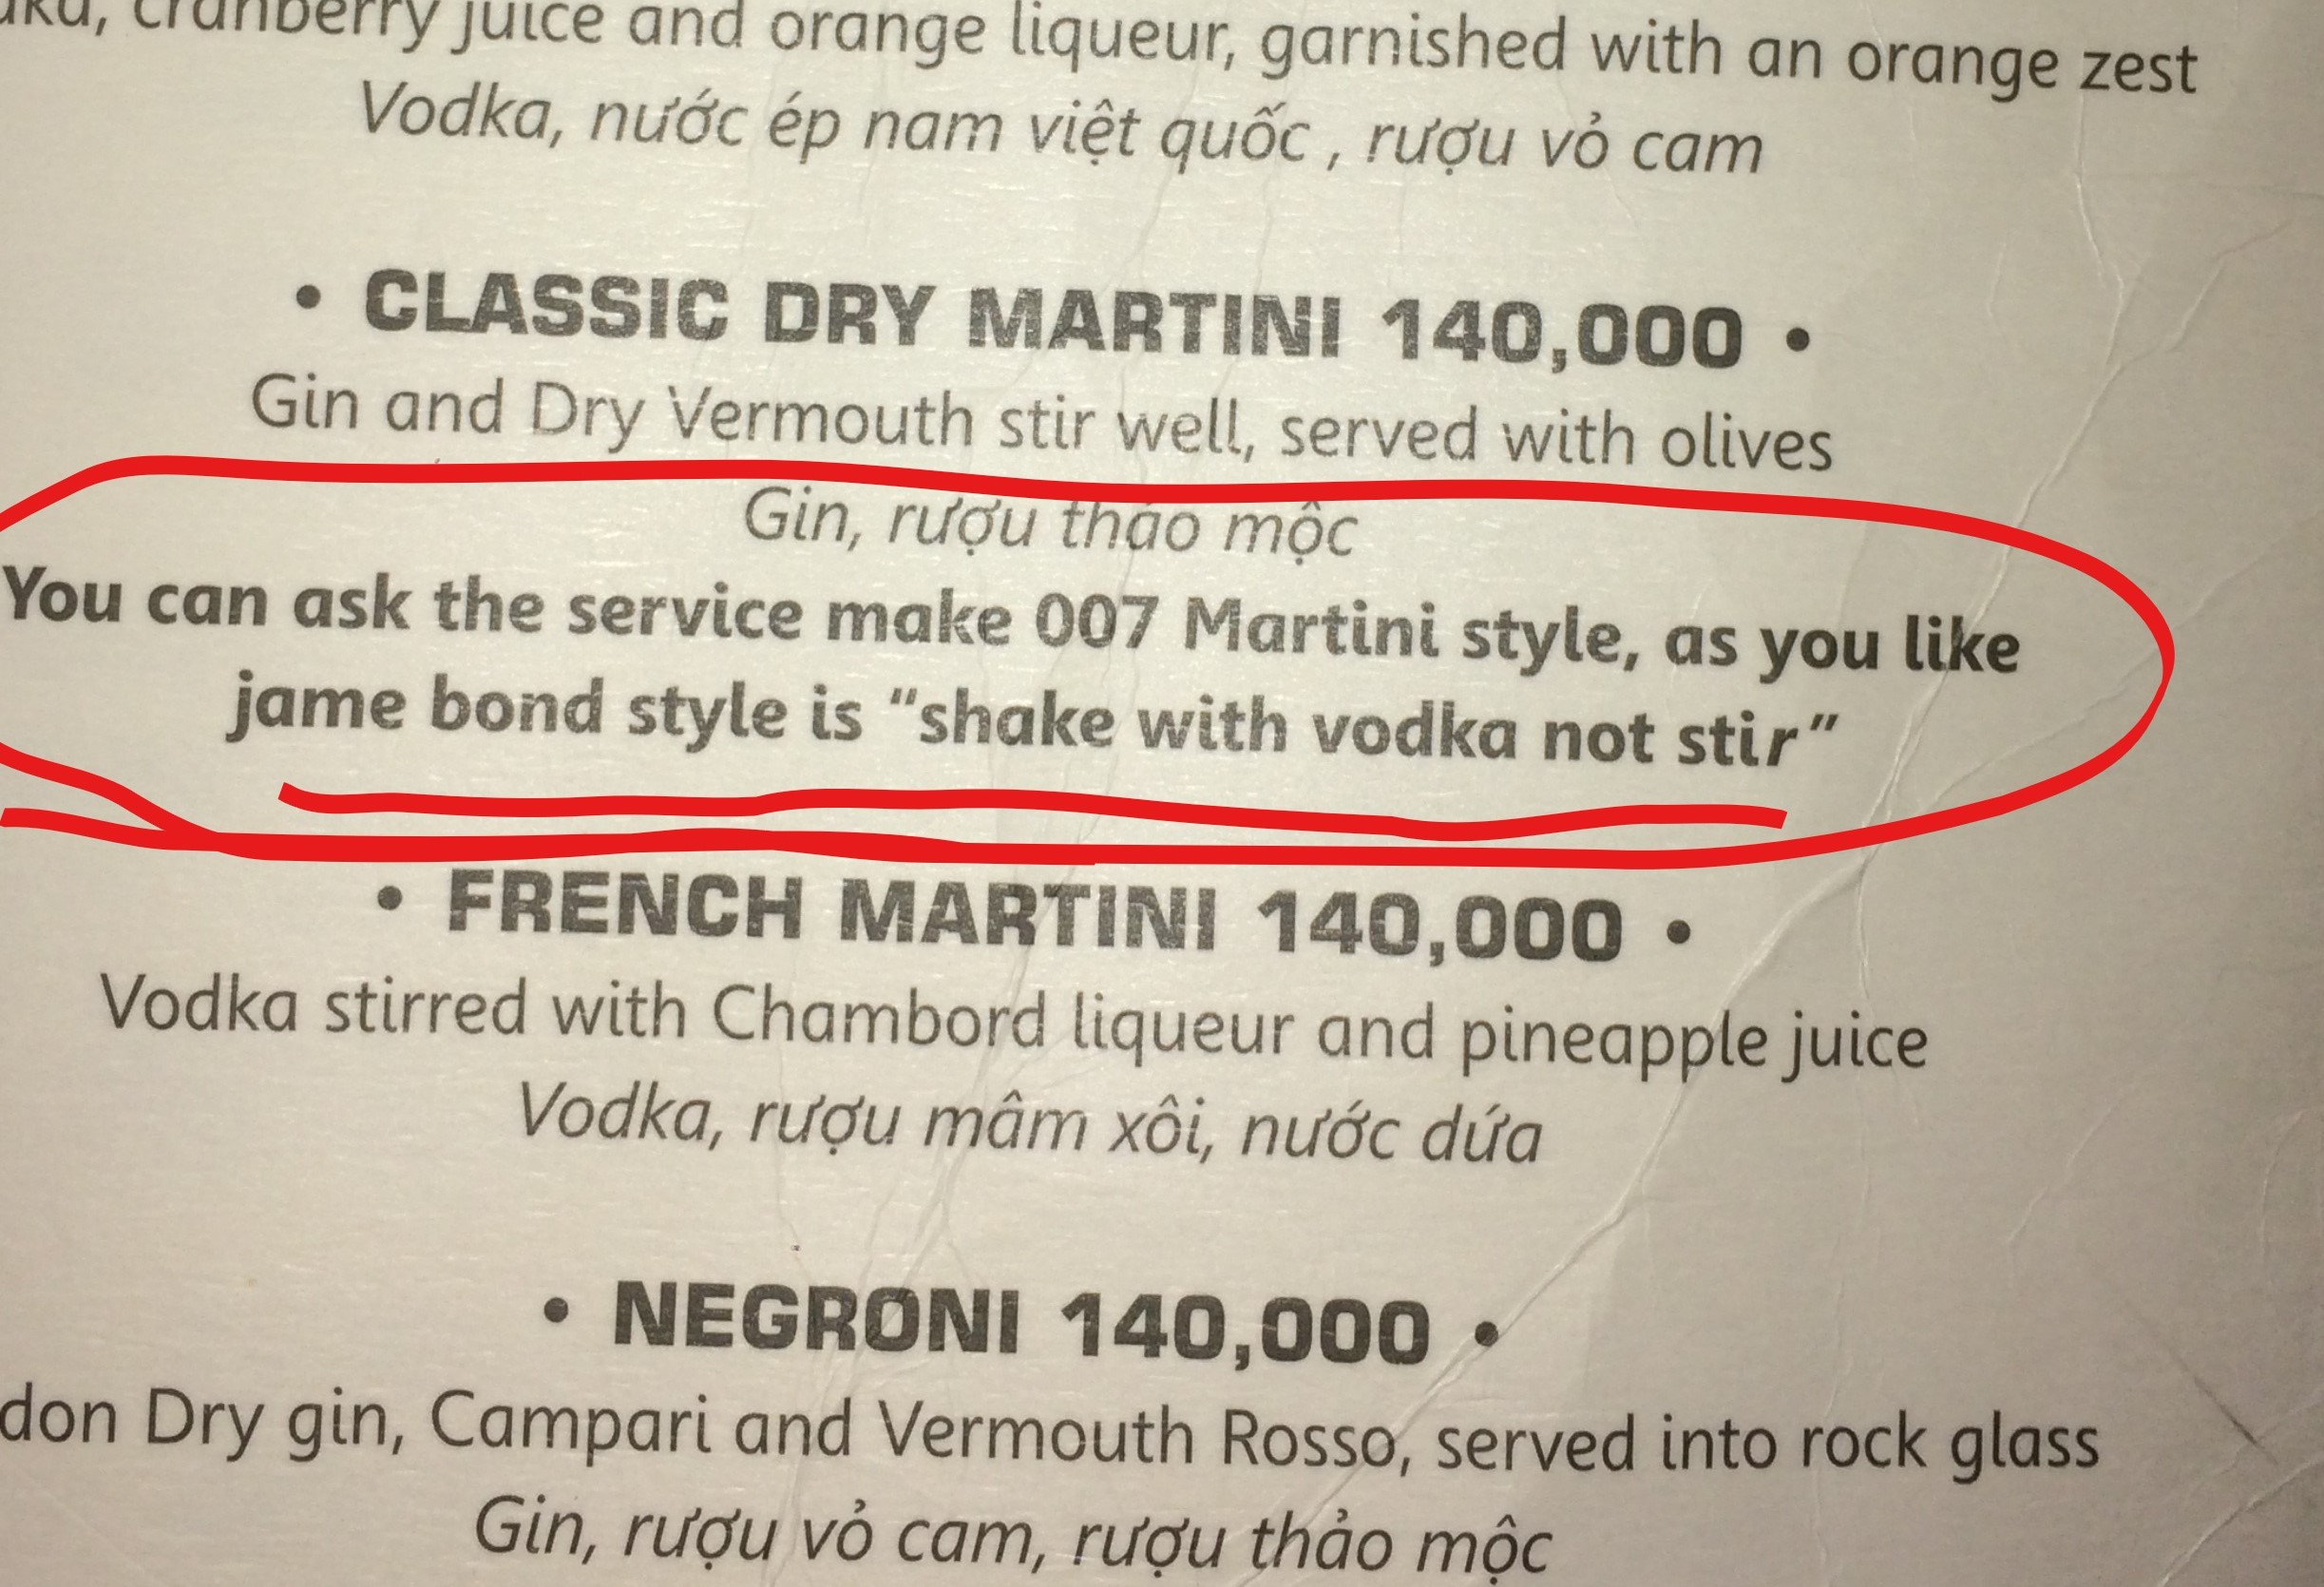 cranberry juice and orange liqueur, garnished with an orange zest
Vodka, nước ép nam việt quốc , rượu vỏ cam
• CLASSIC DRY MARTINI 140,000 •
Gin and Dry Vermouth stir well, served with olives
Gin, rượu thảo mộc
You can ask the service make 007 Martini style, as you like
jame bond style is “shake with vodka not stir”
• FRENCH MARTINI 140,000 •
Vodka stirred with Chambord liqueur and pineapple juice
Vodka, rượu mâm xôi, nước dứa
• NEGRONI 140,000 •
don Dry gin, Campari and Vermouth Rosso, served into rock glass
Gin, rượu vỏ cam, rượu thảo mộc